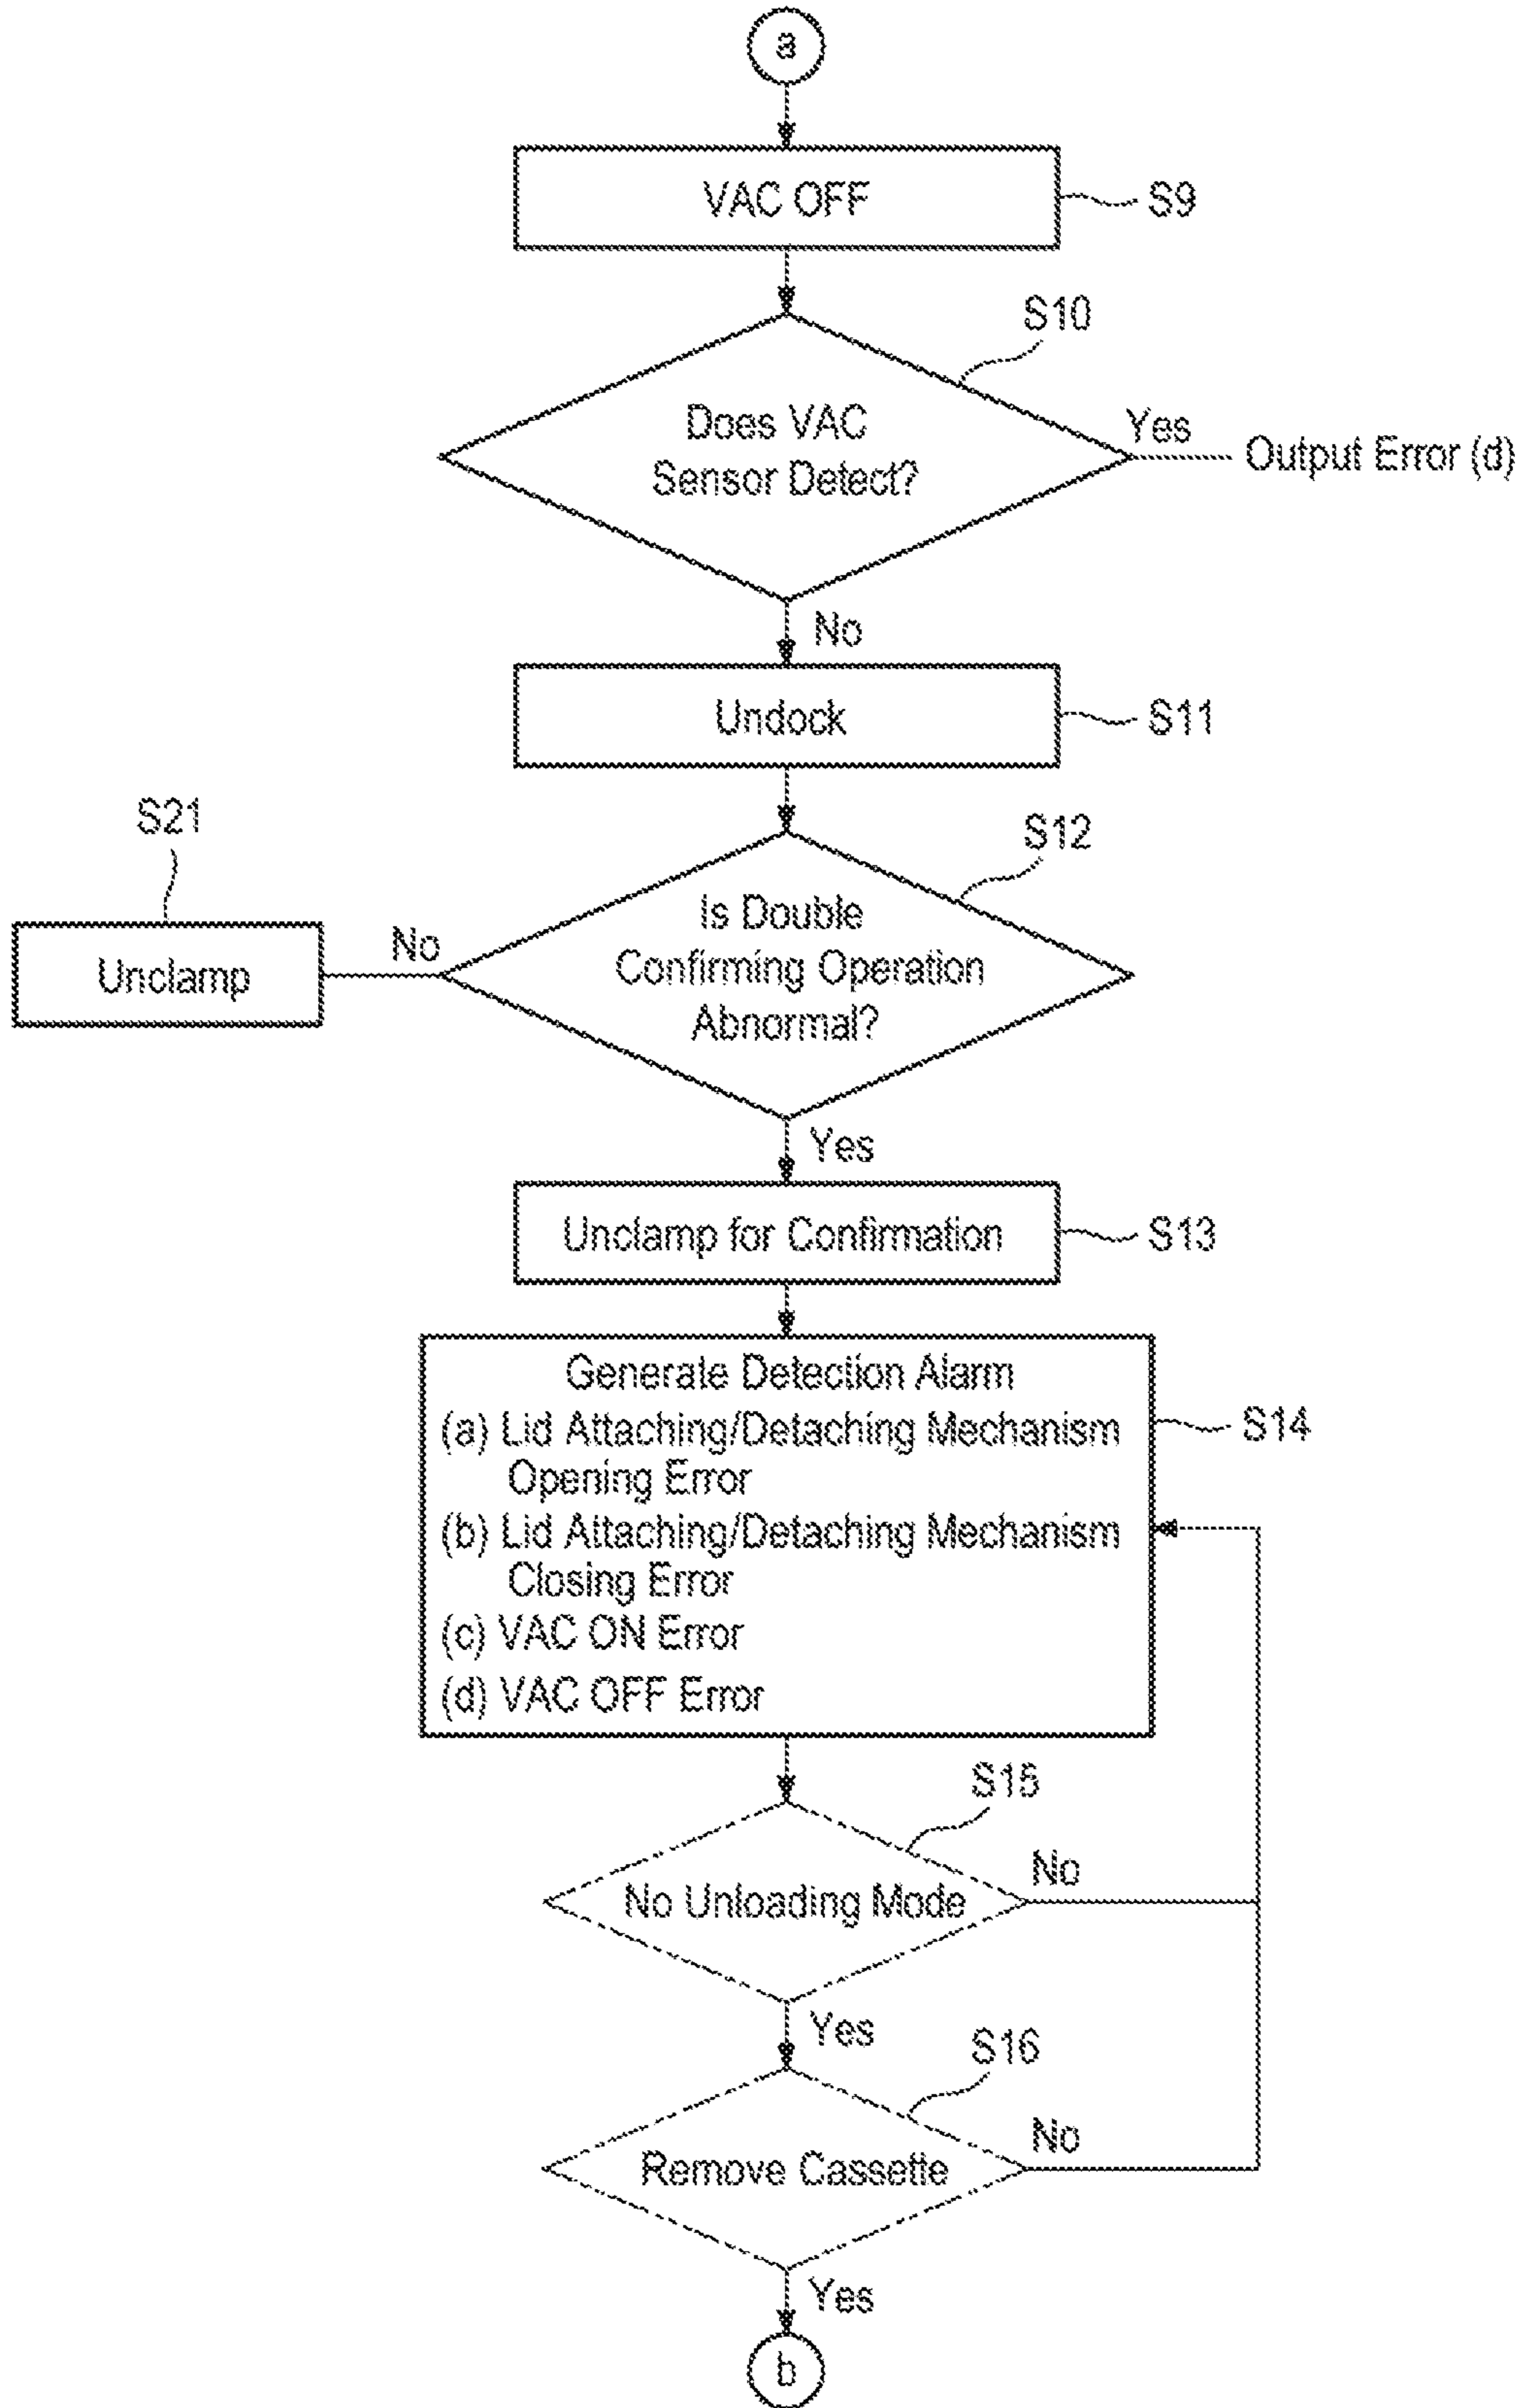 a
VAC OFF
S9
S10
Does VAC
Sensor Detect?
Yes
Output Error (d)
No
Undock
S11
S21
S12
Unclamp
No
Is Double
Confirming Operation
Abnormal?
Yes
Unclamp for Confirmation
S13
Generate Detection Alarm
(a) Lid Attaching/Detaching Mechanism
Opening Error
(b) Lid Attaching/Detaching Mechanism
Closing Error
(c) VAC ON Error
(d) VAC OFF Error
S14
S15
No Unloading Mode
No
Yes
S16
Remove Cassette
No
Yes
b